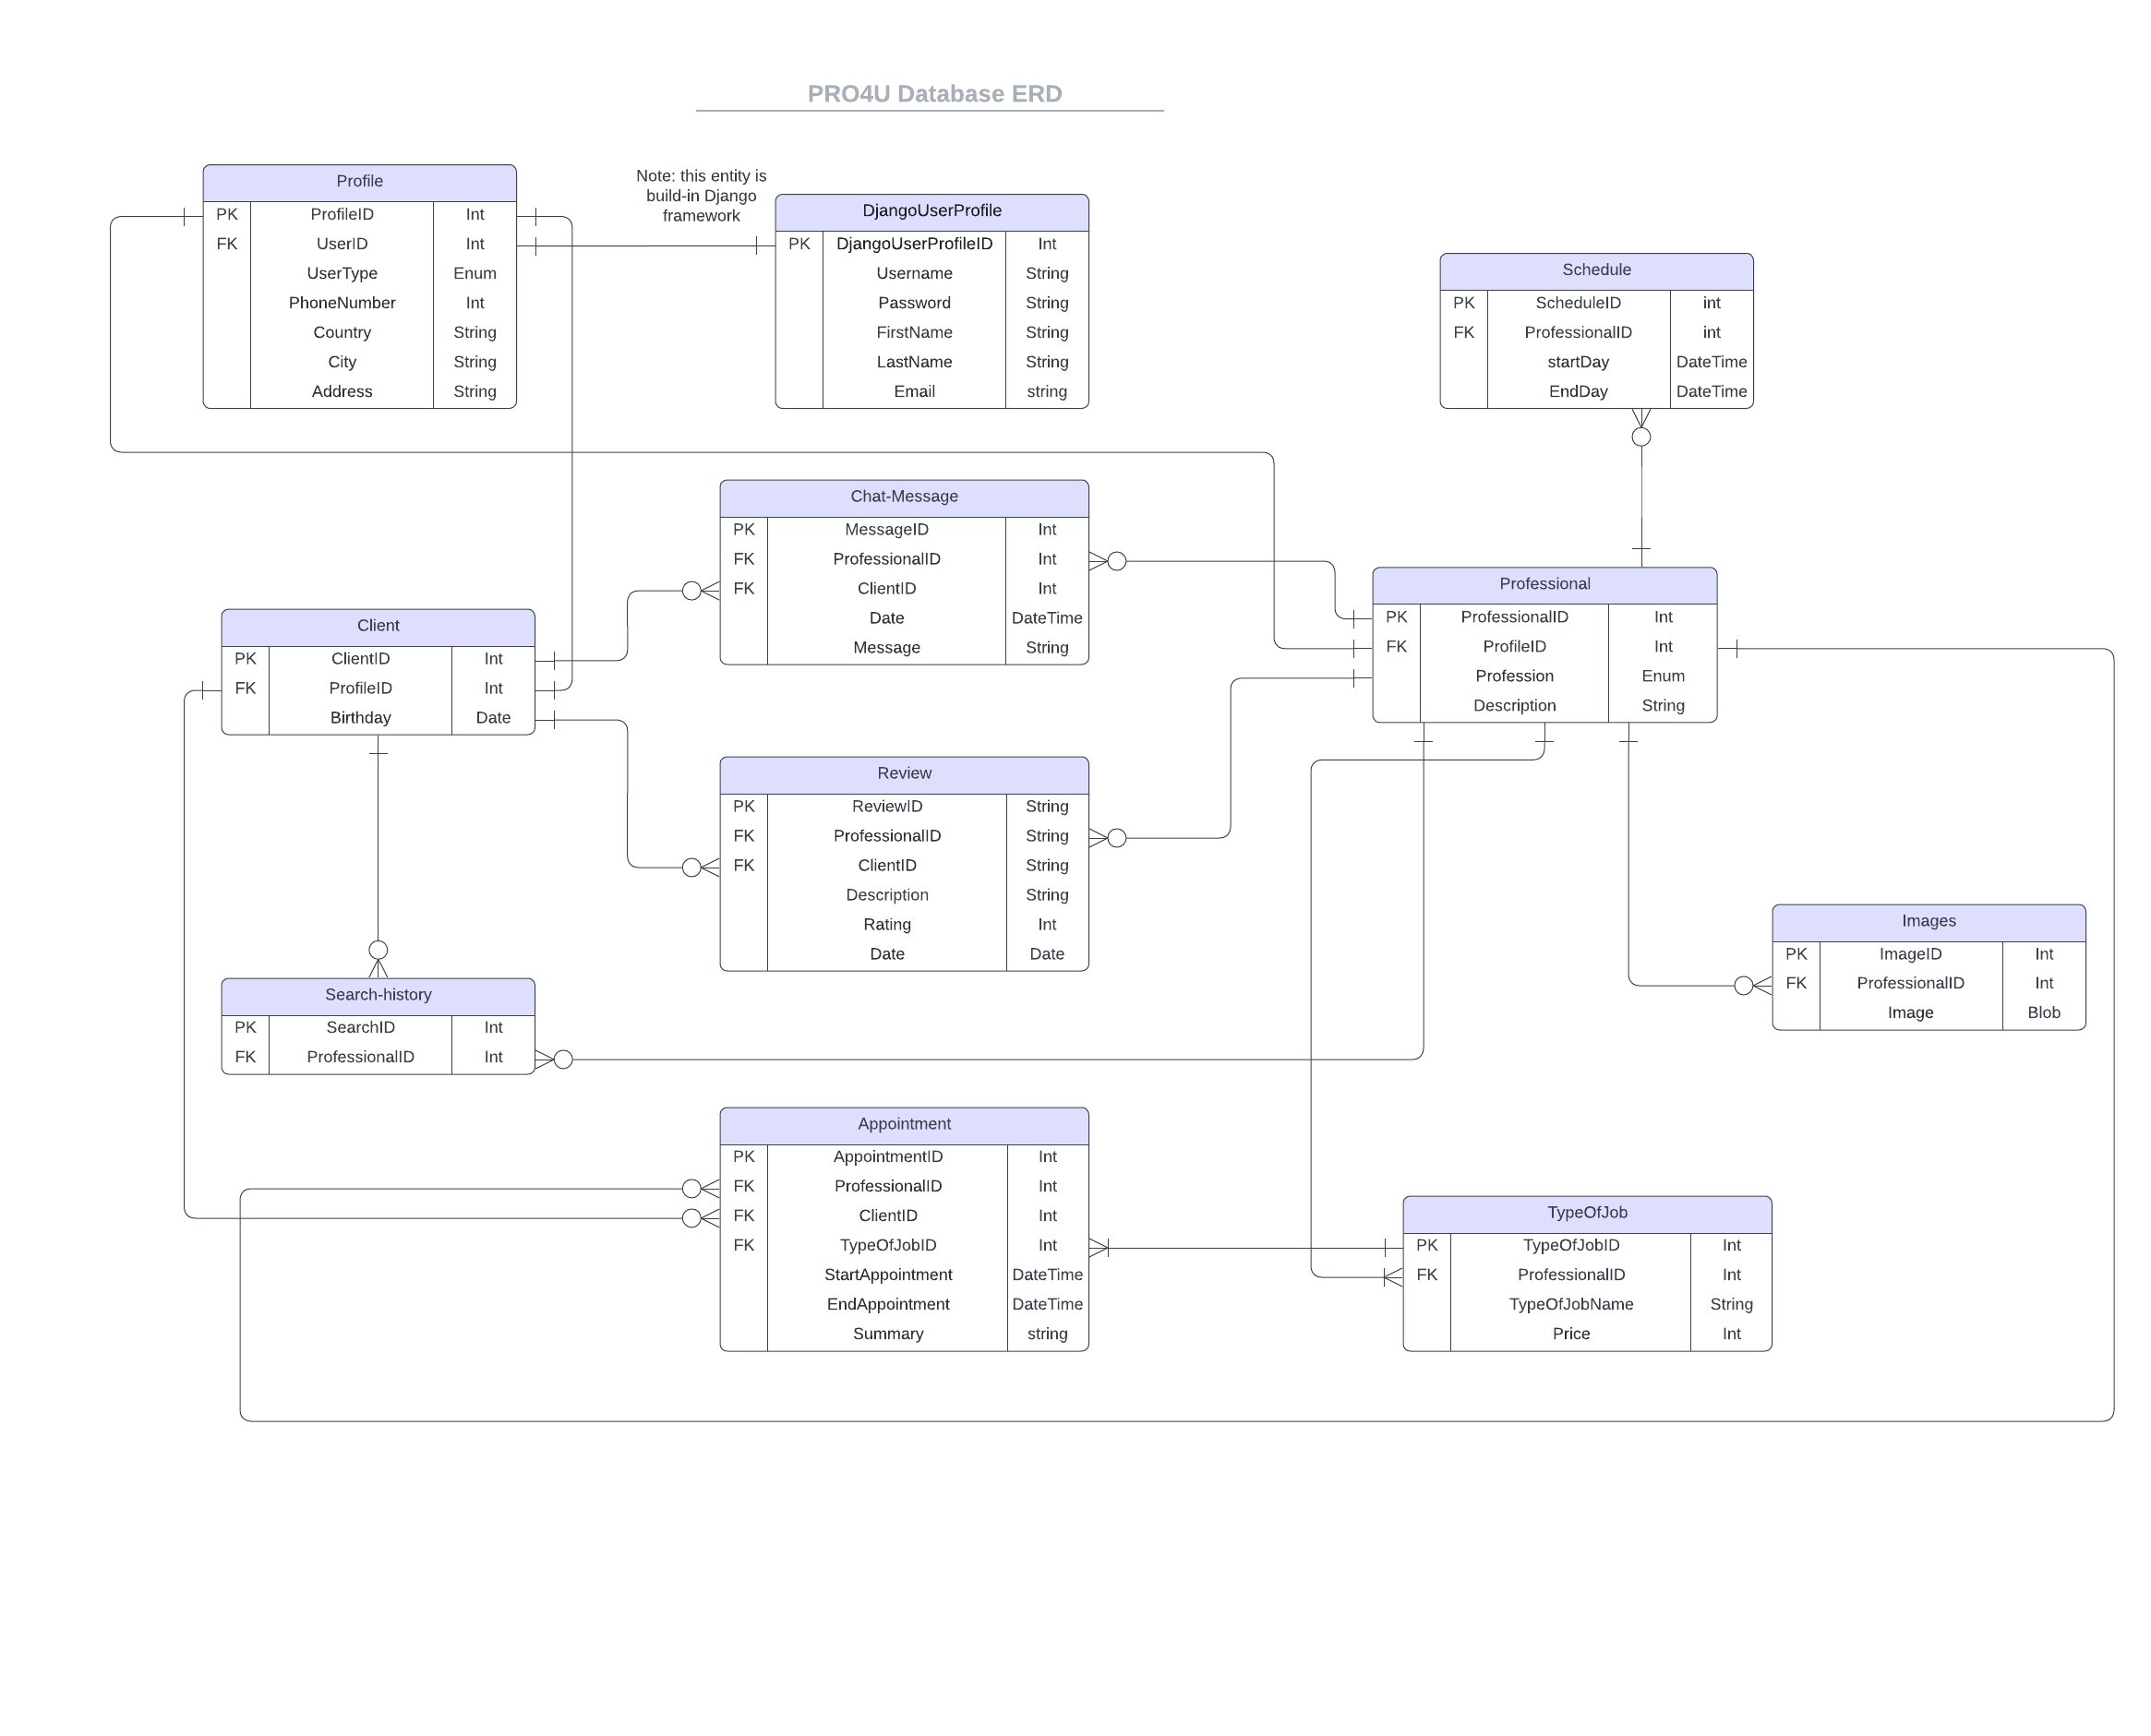 PRO4U Database ERD
Profile
PK ProfileID Int
FK UserID Int
UserType Enum
PhoneNumber Int
Country String
City String
Address String
Note: this entity is
build-in Django
framework
DjangoUserProfile
PK DjangoUserProfileID Int
Username String
Password String
FirstName String
LastName String
Email string
Schedule
PK ScheduleID int
FK ProfessionalID int
startDay DateTime
EndDay DateTime
Chat-Message
PK MessageID Int
FK ProfessionalID Int
FK ClientID Int
Date DateTime
Message String
Professional
PK ProfessionalID Int
FK ProfileID Int
Profession Enum
Description String
Client
PK ClientID Int
FK ProfileID Int
Birthday Date
Review
PK ReviewID String
FK ProfessionalID String
FK ClientID String
Description String
Rating Int
Date Date
Images
PK ImageID Int
FK ProfessionalID Int
Image Blob
Search-history
PK SearchID Int
FK ProfessionalID Int
Appointment
PK AppointmentID Int
FK ProfessionalID Int
FK ClientID Int
FK TypeOfJobID Int
StartAppointment DateTime
EndAppointment DateTime
Summary string
TypeOfJob
PK TypeOfJobID Int
FK ProfessionalID Int
TypeOfJobName String
Price Int